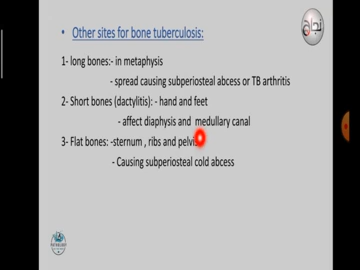 نجاح
• Other sites for bone tuberculosis:
1- long bones:- in metaphysis
- spread causing subperiosteal abcess or TB arthritis
2- Short bones (dactylitis): - hand and feet
- affect diaphysis and medullary canal
3- Flat bones: -sternum , ribs and pelvis
- Causing subperiosteal cold abcess